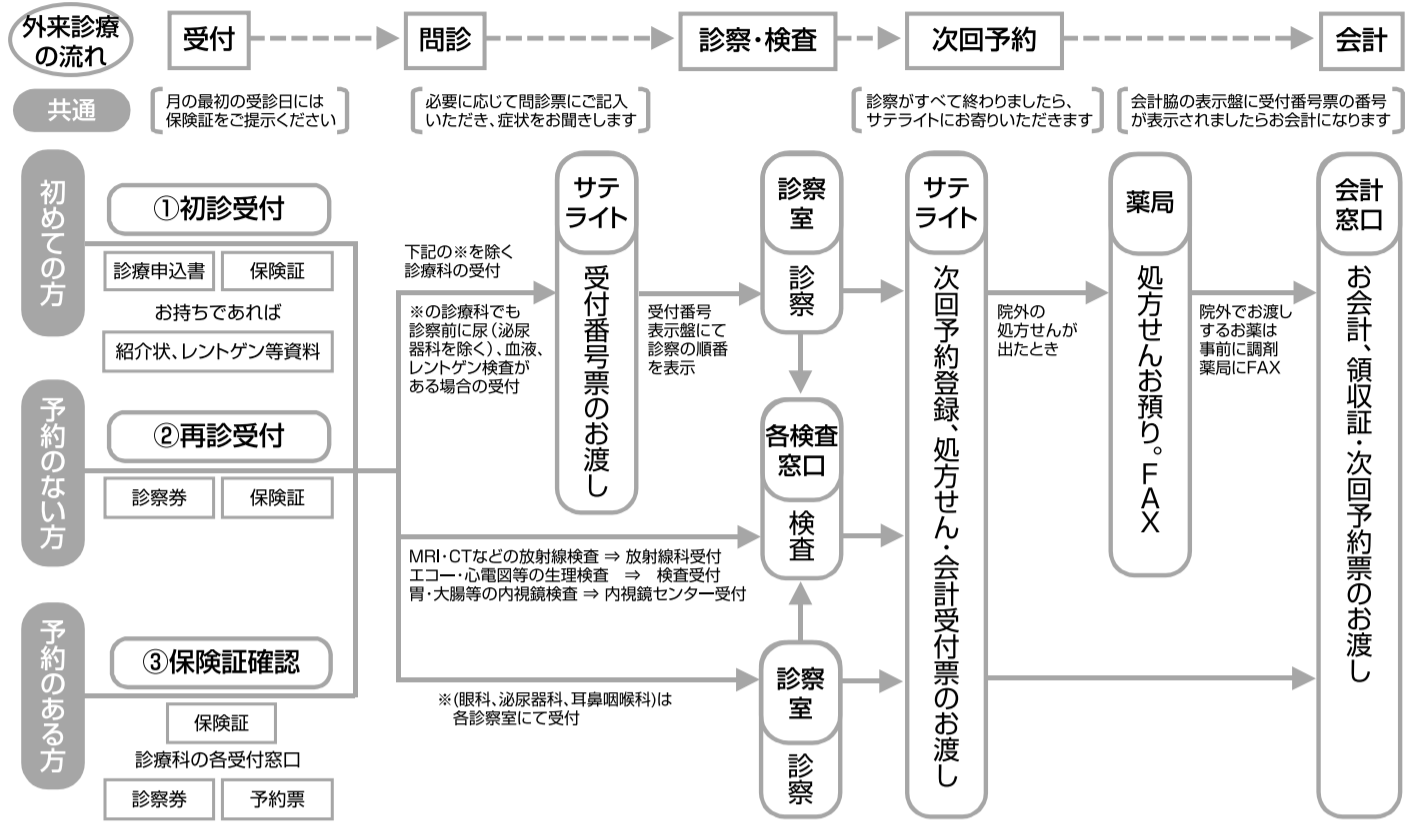 外来診療
の流れ
受付
問診
診察・検査
次回予約
会計
共通
月の最初の受診日には
保険証をご提示ください
必要に応じて問診票にご記入
いただき、症状をお聞きします
診察がすべて終わりましたら、
サテライトにお寄りいただきます
会計脇の表示盤に受付番号票の番号
が表示されましたらお会計になります
初めての方
①初診受付
診療申込書
保険証
お持ちであれば
紹介状、レントゲン等資料
予約のない方
②再診受付
診察券
保険証
予約のある方
③保険証確認
保険証
診療科の各受付窓口
診察券
予約票
下記の※を除く
診療科の受付
※の診療科でも
診察前に尿(泌尿
器科を除く)、血液、
レントゲン検査が
ある場合の受付
サテ
ライト
受付番号票のお渡し
受付番号
表示盤にて
診察の順番
を表示
診察
室
診察
各検査
窓口
検査
MRI・CTなどの放射線検査 ⇒ 放射線科受付
エコー・心電図等の生理検査 ⇒ 検査受付
胃・大腸等の内視鏡検査 ⇒ 内視鏡センター受付
※(眼科、泌尿器科、耳鼻咽喉科)は
各診察室にて受付
診察
室
診察
サテ
ライト
次回予約登録、処方せん・会計受付票のお渡し
院外の
処方せんが
出たとき
薬局
処方せんお預り。FAX
院外でお渡し
するお薬は
事前に調剤
薬局にFAX
会計
窓口
お会計、領収証・次回予約票のお渡し